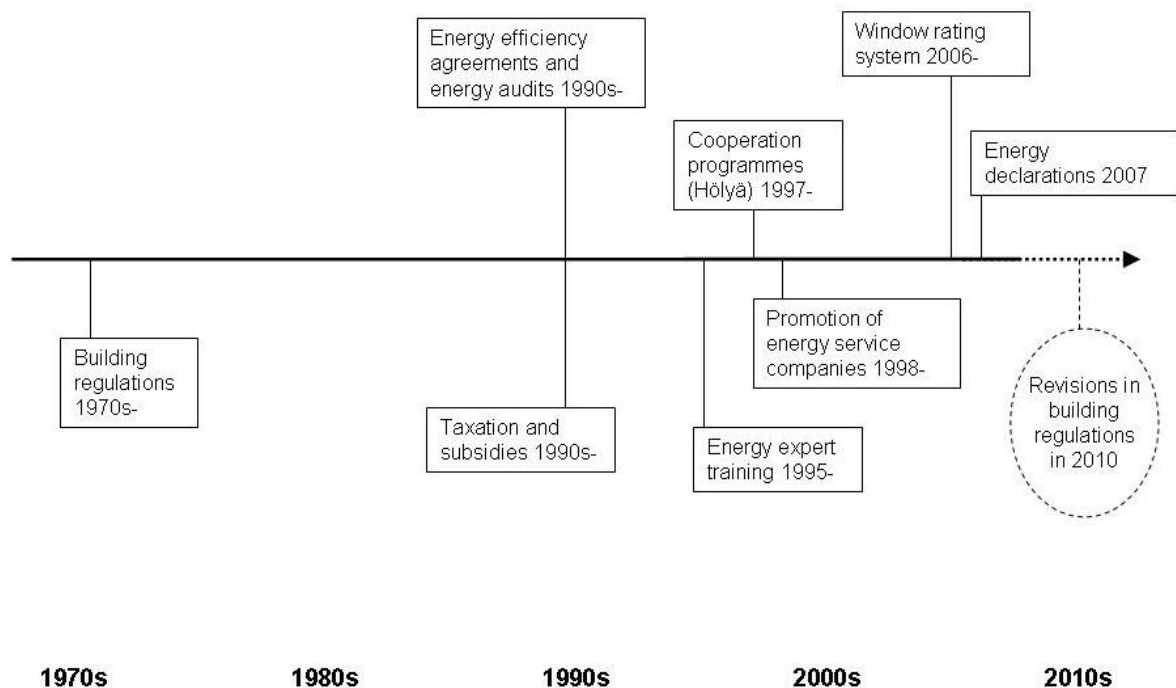 Energy efficiency
agreements and
energy audits 1990s-
Window rating
system 2006-
Cooperation
programmes
(Hölyä) 1997-
Energy
declarations 2007
Building
regulations
1970s-
Taxation and
subsidies 1990s-
Promotion of
energy service
companies 1998-
Energy expert
training 1995-
Revisions in
building
regulations
in 2010
1970s
1980s
1990s
2000s
2010s